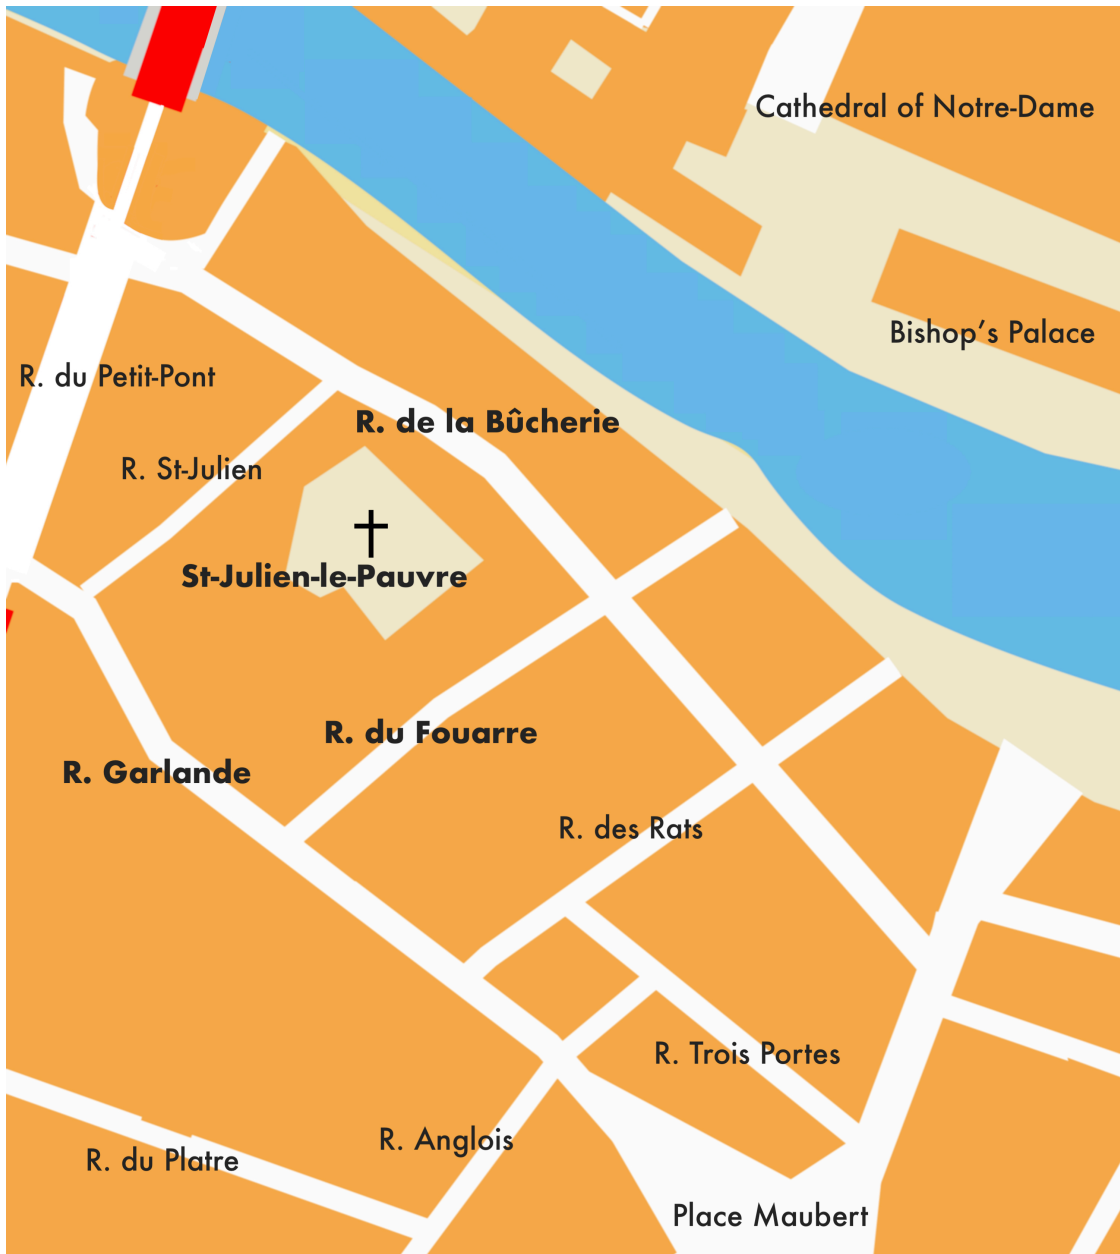 Cathedral of Notre-Dame
Bishop’s Palace
R. du Petit-Pont
R. de la Bûcherie
R. St-Julien
St-Julien-le-Pauvre
R. du Fouarre
R. Garlande
R. des Rats
R. Trois Portes
R. Anglois
R. du Platre
Place Maubert